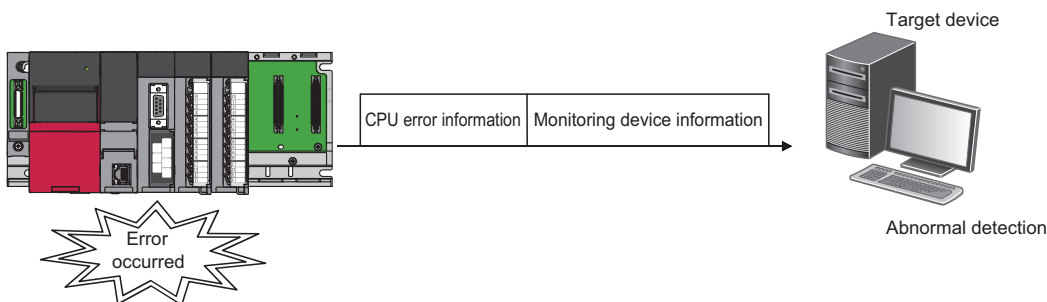 Target device
CPU error information
Monitoring device information
Error
occurred
Abnormal detection